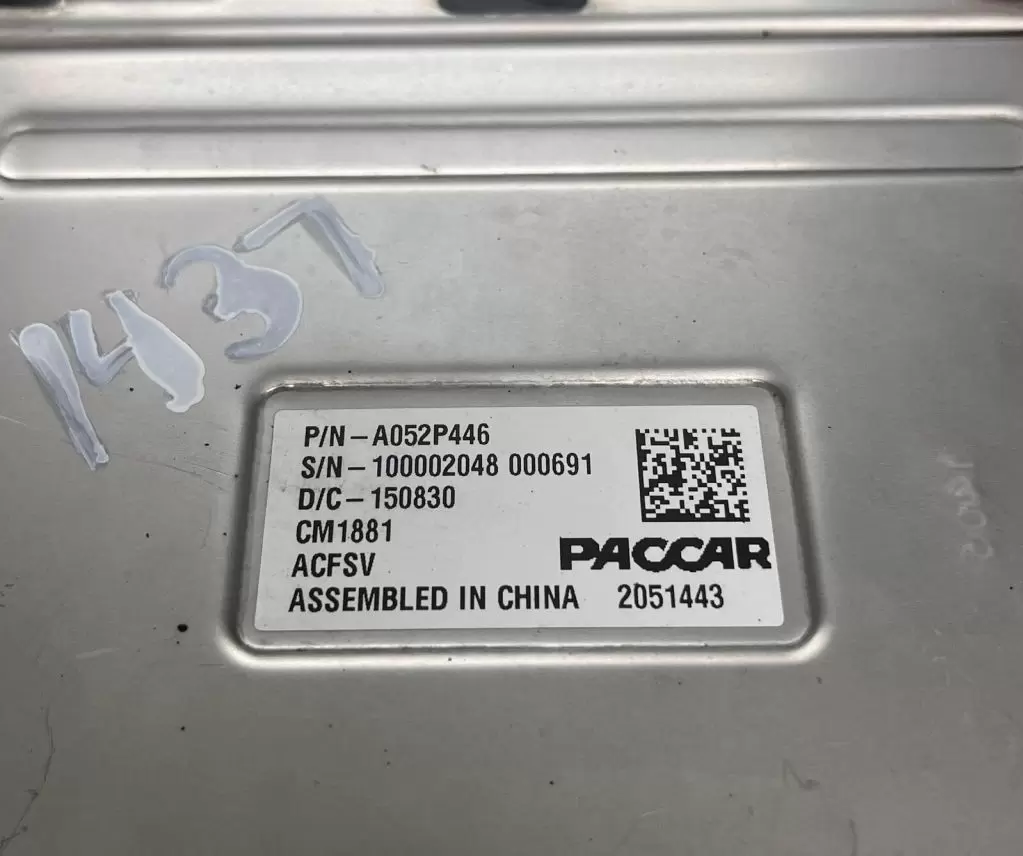 1437
P/N-A052P446
S/N-100002048 000691
D/C-150830
CM1881
ACFSV
PACCAR
ASSEMBLED IN CHINA 2051443